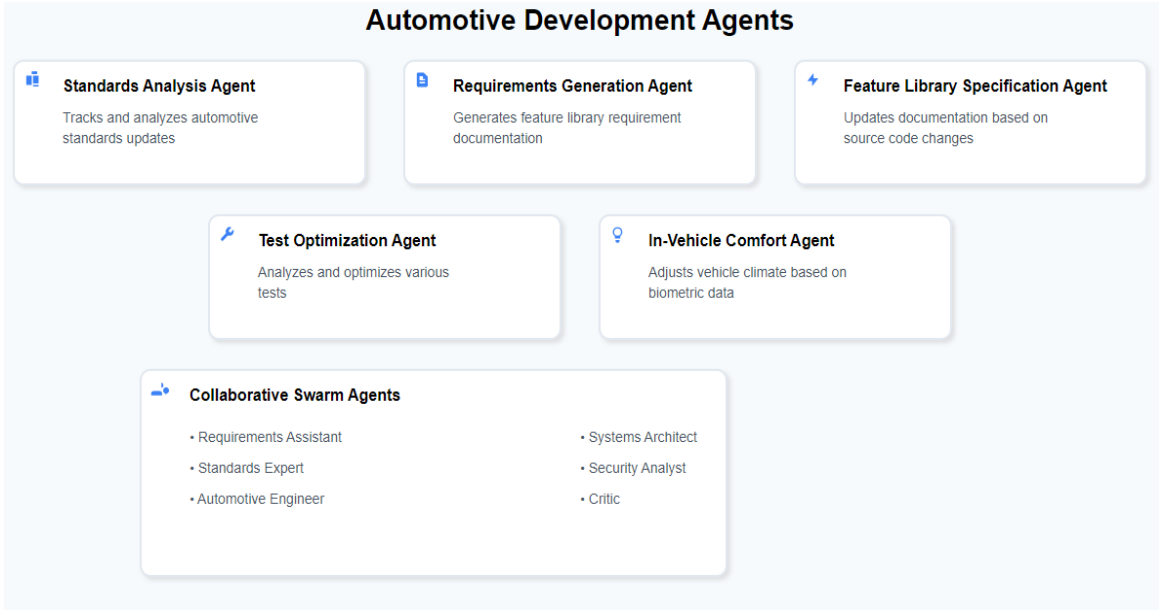 Automotive Development Agents
Standards Analysis Agent
Tracks and analyzes automotive
standards updates
Requirements Generation Agent
Generates feature library requirement
documentation
Feature Library Specification Agent
Updates documentation based on
source code changes
Test Optimization Agent
Analyzes and optimizes various
tests
In-Vehicle Comfort Agent
Adjusts vehicle climate based on
biometric data
Collaborative Swarm Agents
• Requirements Assistant
• Standards Expert
• Automotive Engineer
• Systems Architect
• Security Analyst
• Critic